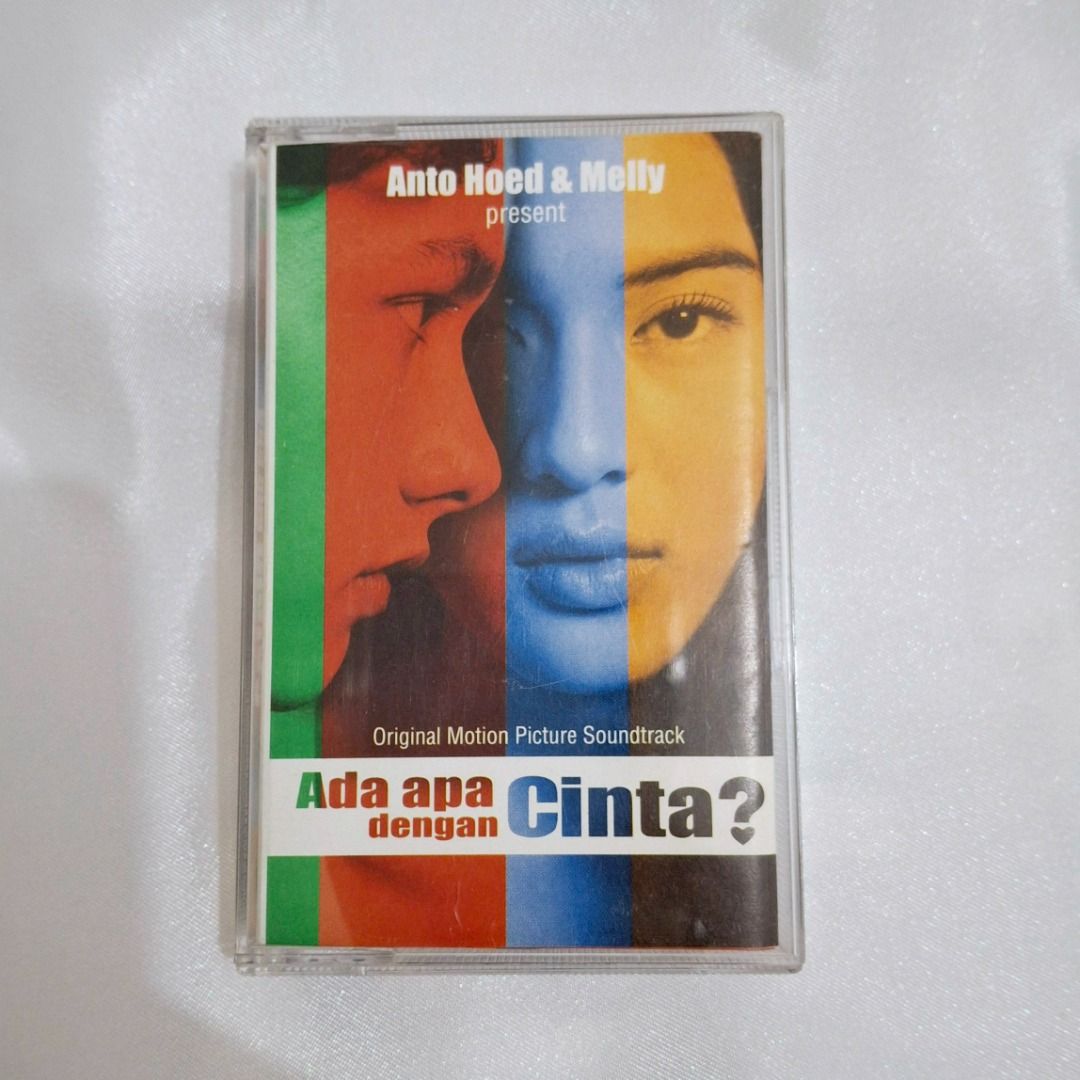 Anto Hoed & Melly
present
Original Motion Picture Soundtrack
Ada apa
dengan
Cinta?